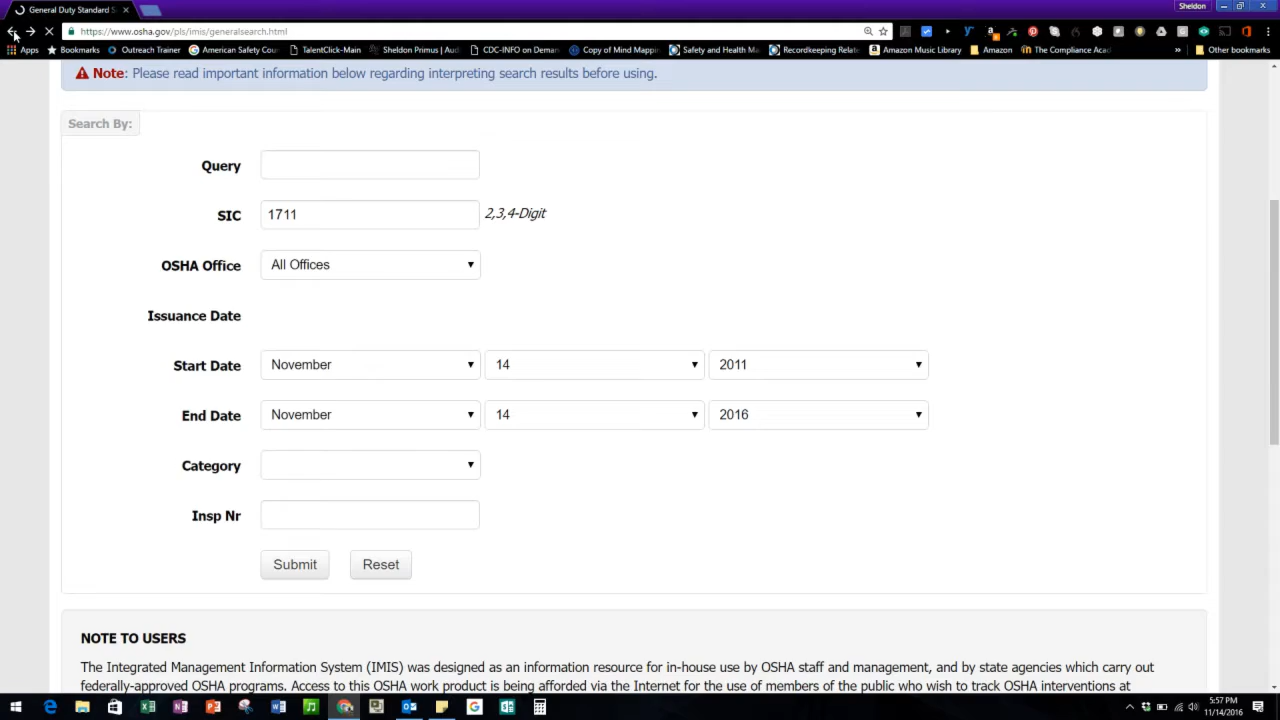 General Duty Standard S
Sheldon
https://www.osha.gov/pls/imis/generalsearch.html
Apps Bookmarks Outreach Trainer American Safety Counc TalentClick-Main Sheldon Primus | Aud CDC-INFO on Deman Copy of Mind Mappin Safety and Health Ma Recordkeeping Relate Amazon Music Library Amazon The Compliance Acad » Other bookmarks
Note: Please read important information below regarding interpreting search results before using.
Search By:
Query
SIC 1711 2,3,4-Digit
OSHA Office All Offices
Issuance Date
Start Date November 14 2011
End Date November 14 2016
Category
Insp Nr
Submit Reset
NOTE TO USERS
The Integrated Management Information System (IMIS) was designed as an information resource for in-house use by OSHA staff and management, and by state agencies which carry out
federally-approved OSHA programs. Access to this OSHA work product is being afforded via the Internet for the use of members of the public who wish to track OSHA interventions at
5:57 PM
11/14/2016